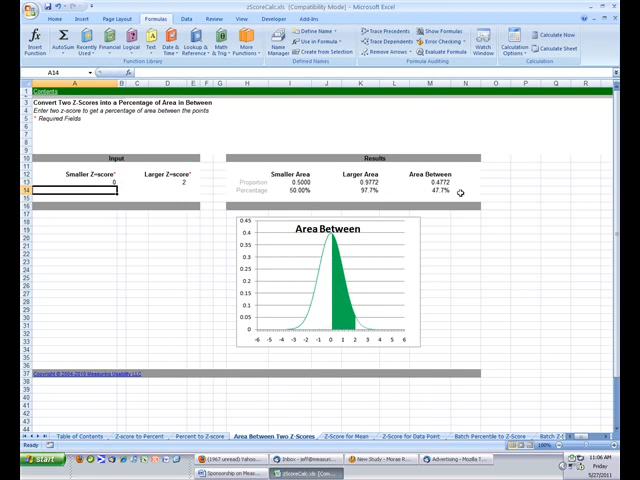 zScoreCalc.xls [Compatibility Mode] - Microsoft Excel
Home Insert Page Layout Formulas Data Review View Developer Add-Ins
Insert Function AutoSum Recently Used Financial Logical Text Date & Time Lookup & Reference Math & Trig More Functions
Name Manager Define Name Use in Formula Create from Selection
Trace Precedents Trace Dependents Remove Arrows Show Formulas Error Checking Evaluate Formula
Watch Window Calculation Options Calculate Now Calculate Sheet
Function Library Defined Names Formula Auditing Calculation
A14 fx
A B C D E F G H I J K L M N O P Q
Contents
Convert Two Z-Scores into a Percentage of Area in Between
Enter two z-score to get a percentage of area between the points
* Required Fields
Input Results
Smaller Z=score* Larger Z=score* Smaller Area Larger Area Area Between
0 2 Proportion 0.5000 0.9772 0.4772
Percentage 50.00% 97.7% 47.7%
Area Between
0.45
0.4
0.35
0.3
0.25
0.2
0.15
0.1
0.05
0
-6 -5 -4 -3 -2 -1 0 1 2 3 4 5 6
Copyright © 2004-2010 Measuring Usability LLC
Table of Contents Z-score to Percent Percent to Z-Score Area Between Two Z-Scores Z-Score for Mean Z-Score for Data Point Batch Percentile to Z-Score Batch Z-S
Ready 100%
Start
(1967 unread) Yahoo... Inbox - jeff@measurin... New Study - Morae R... Advertising - Mozilla T...
Sponsorship on Meas... zScoreCalc.xls [Com...
11:06 AM
Friday
5/27/2011